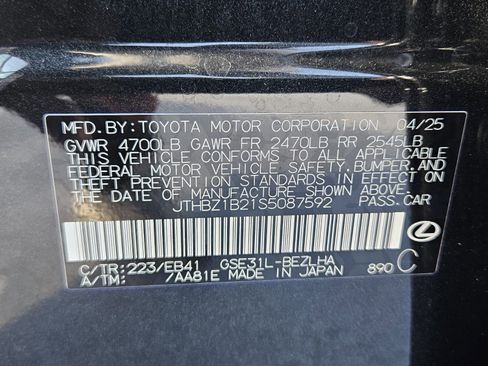 MFD. BY: TOYOTA MOTOR CORPORATION 04/25
GVWR 4700LB GAWR FR 2470LB RR 2545LB
THIS VEHICLE CONFORMS TO ALL APPLICABLE
FEDERAL MOTOR VEHICLE SAFETY, BUMPER, AND
THEFT PREVENTION STANDARDS IN EFFECT ON
THE DATE OF MANUFACTURE SHOWN ABOVE.
JTHBZ1B21S5087592 PASS. CAR
C/TR: 223/EB41 GSE31L-BEZLHA
A/TM: 7AA81E MADE IN JAPAN 890 C